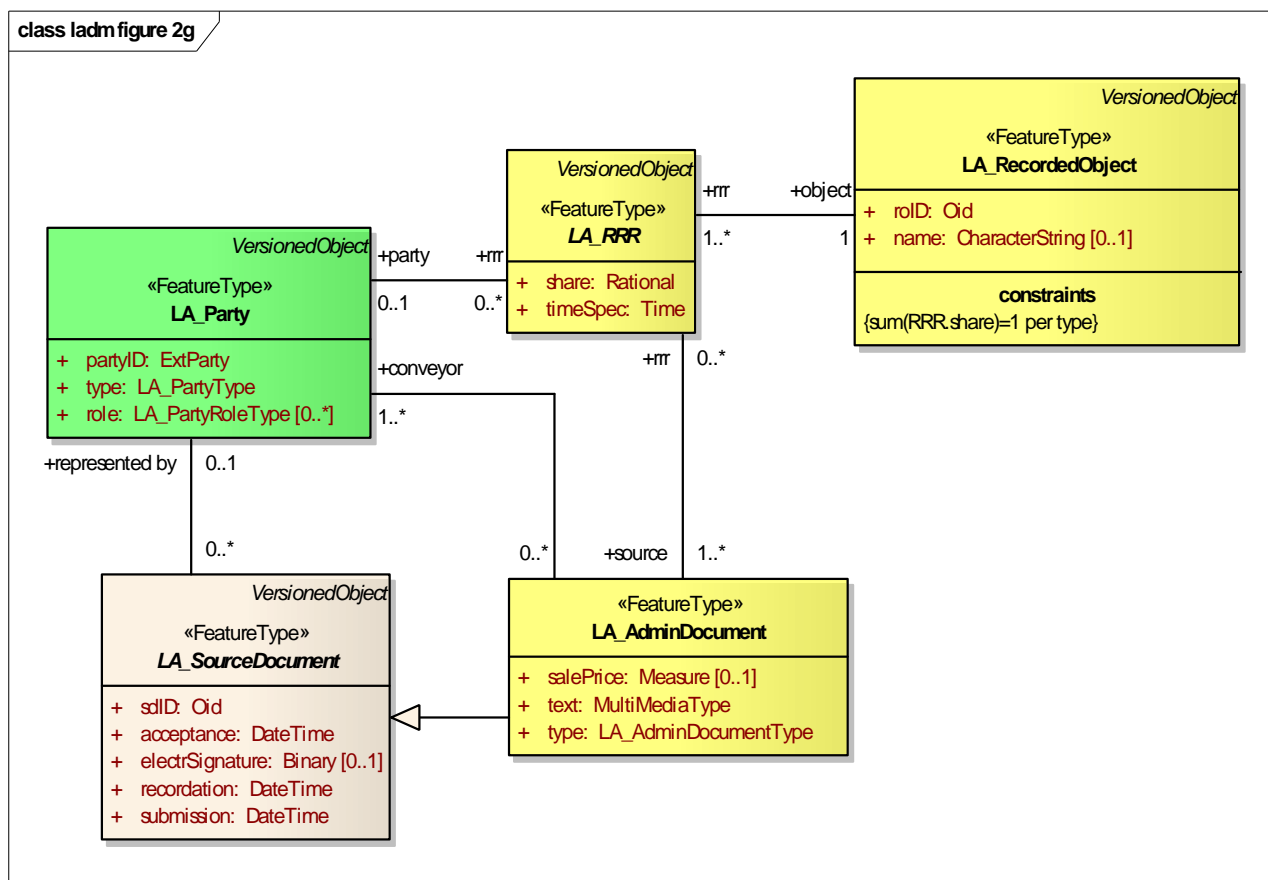 class ladm figure 2g
VersionedObject
«FeatureType»
LA_RecordedObject
+ roID: Oid
+ name: CharacterString [0..1]
constraints
{sum(RRR.share)=1 per type}
VersionedObject
«FeatureType»
LA_RRR
+ share: Rational
+ timeSpec: Time
+rrr
1..*
+object
1
VersionedObject
«FeatureType»
LA_Party
+ partyID: ExtParty
+ type: LA_PartyType
+ role: LA_PartyRoleType [0..*]
+party
0..1
+rrr
0..*
+conveyor
1..*
+rrr
0..*
+represented by
0..1
0..*
0..*
+source
1..*
VersionedObject
«FeatureType»
LA_SourceDocument
+ sdID: Oid
+ acceptance: DateTime
+ electrSignature: Binary [0..1]
+ recordation: DateTime
+ submission: DateTime
«FeatureType»
LA_AdminDocument
+ salePrice: Measure [0..1]
+ text: MultiMediaType
+ type: LA_AdminDocumentType